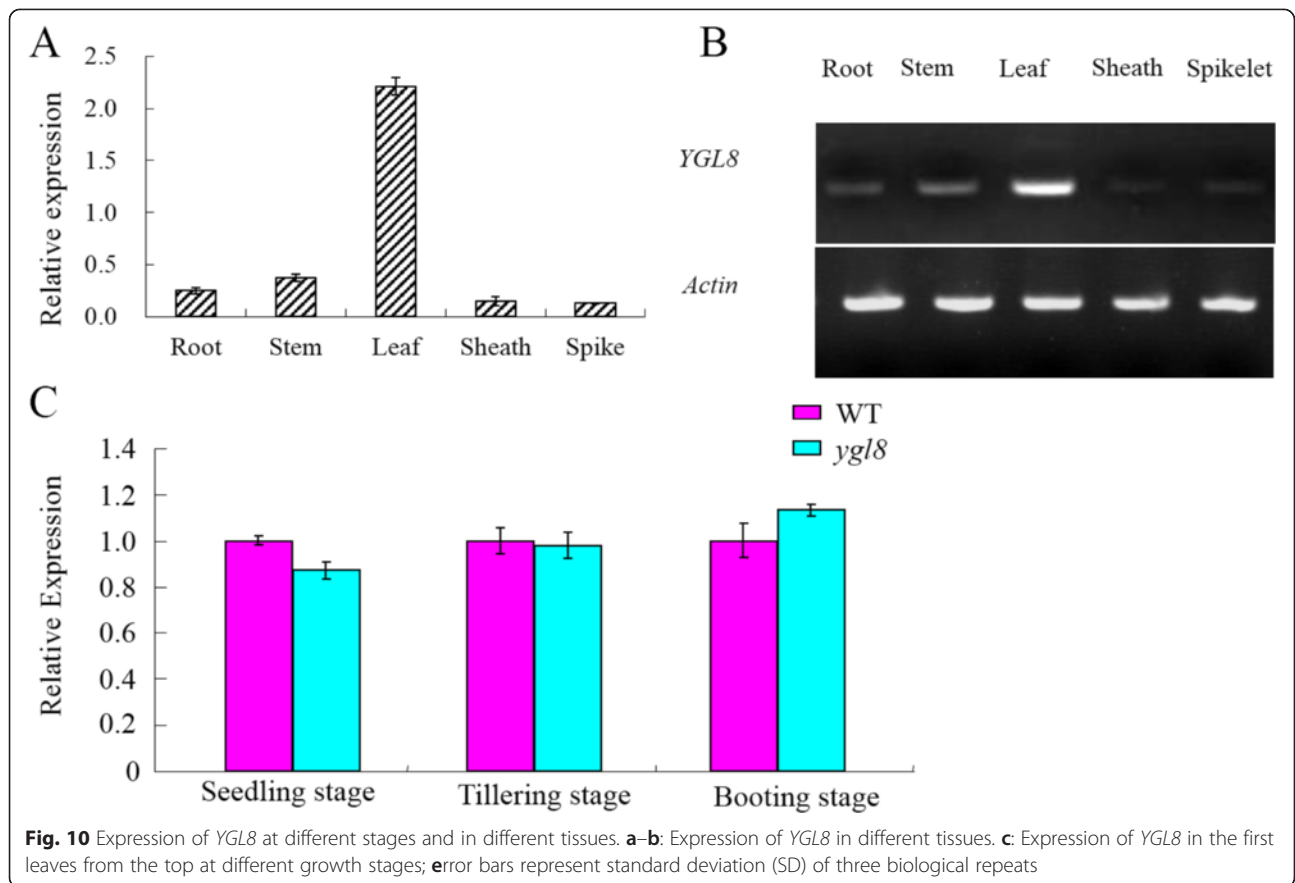 A
Relative expression
2.5
2.0
1.5
1.0
0.5
0.0
Root Stem Leaf Sheath Spike
B
Root Stem Leaf Sheath Spikelet
YGL8
Actin
C
WT
ygl8
Relative Expression
1.4
1.2
1.0
0.8
0.6
0.4
0.2
0
Seedling stage Tillering stage Booting stage
Fig. 10 Expression of YGL8 at different stages and in different tissues. a–b: Expression of YGL8 in different tissues. c: Expression of YGL8 in the first
leaves from the top at different growth stages; error bars represent standard deviation (SD) of three biological repeats